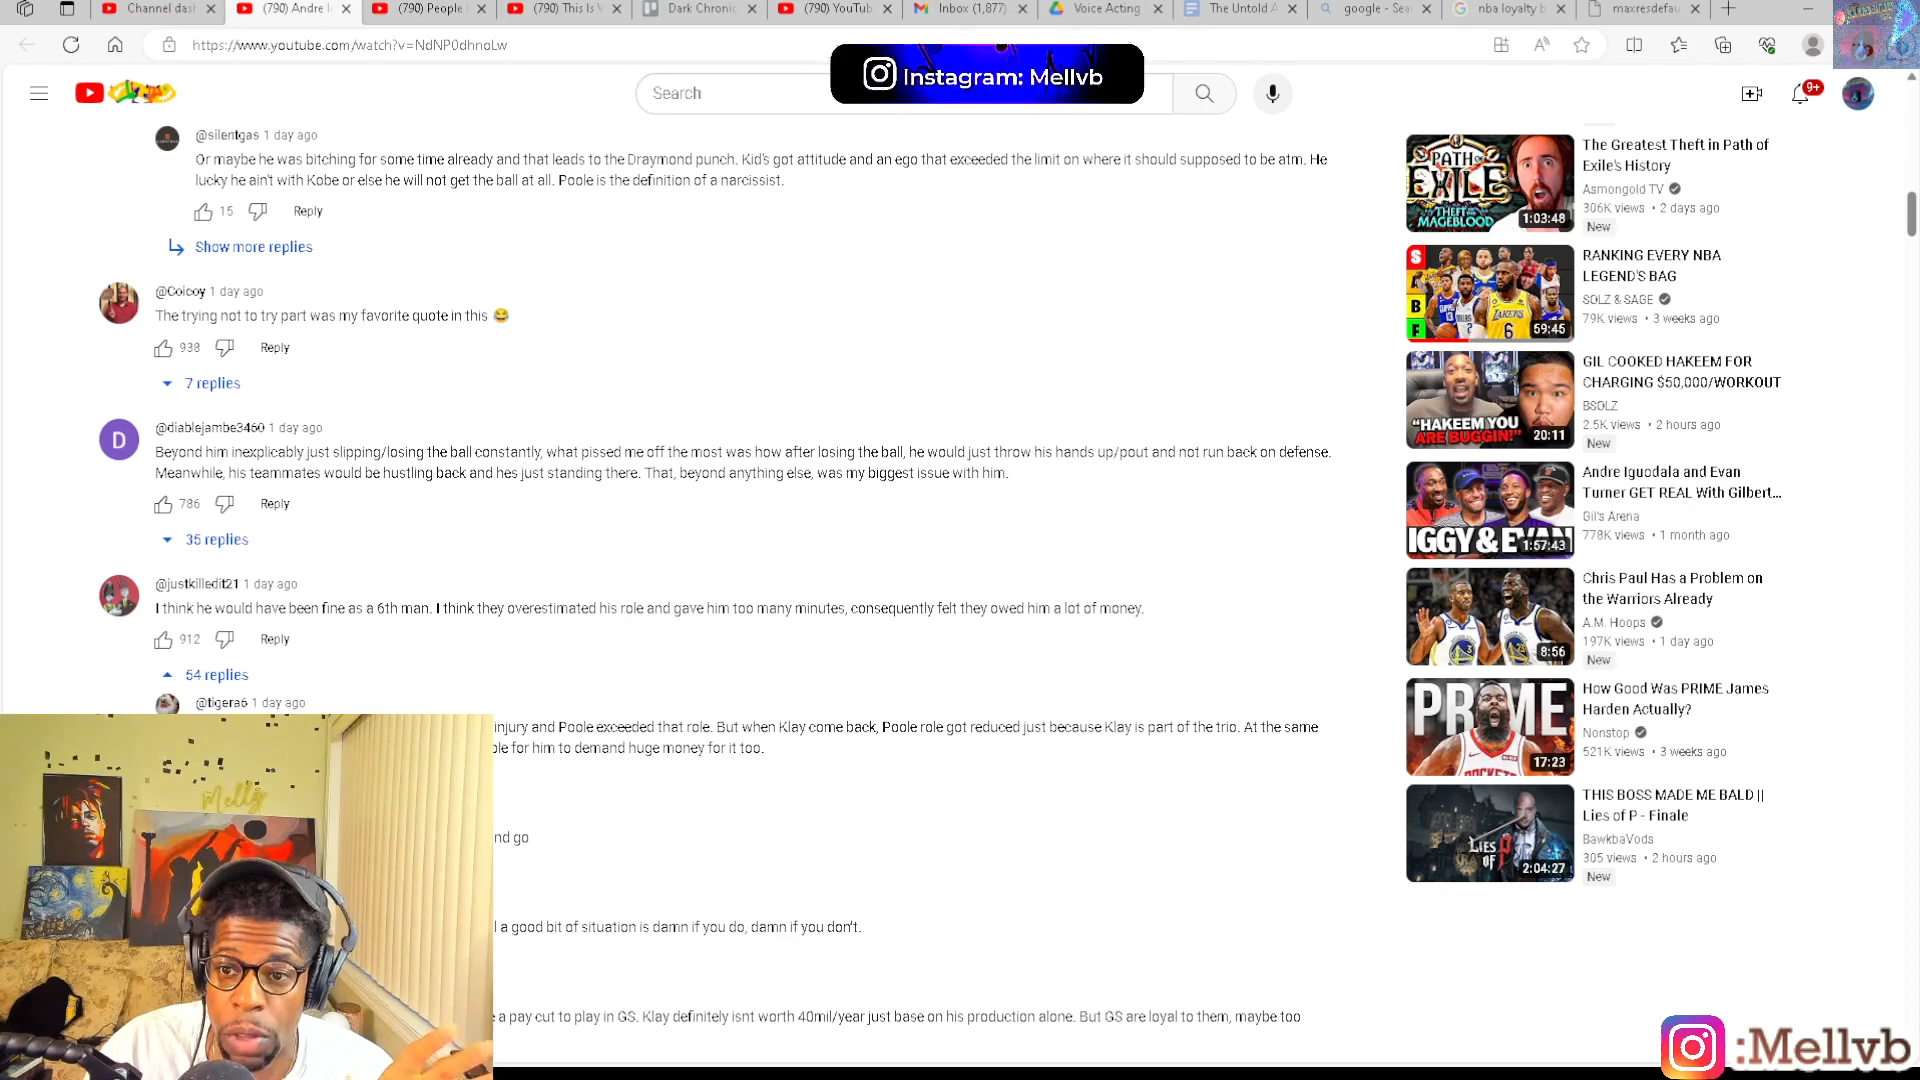 Channel das
(790) Andre I
(790) People
(790) This Is
Dark Chronic
(790) YouTub
Inbox (1,877)
Voice Acting
The Untold
google - Sea
nba loyalty b
maxresdefau
https://www.youtube.com/watch?v=NdNP0dhnoLw
Instagram: Mellvb
Search
9+
@silentgas 1 day ago
Or maybe he was bitching for some time already and that leads to the Draymond punch. Kid's got attitude and an ego that exceeded the limit on where it should supposed to be atm. He
lucky he ain't with Kobe or else he will not get the ball at all. Poole is the definition of a narcissist.
15 Reply
Show more replies
@Coicoy 1 day ago
The trying not to try part was my favorite quote in this 😂
938 Reply
7 replies
D
@diablejambe3460 1 day ago
Beyond him inexplicably just slipping/losing the ball constantly, what pissed me off the most was how after losing the ball, he would just throw his hands up/pout and not run back on defense.
Meanwhile, his teammates would be hustling back and hes just standing there. That, beyond anything else, was my biggest issue with him.
786 Reply
35 replies
@justkilledit21 1 day ago
I think he would have been fine as a 6th man. I think they overestimated his role and gave him too many minutes, consequently felt they owed him a lot of money.
912 Reply
54 replies
@tigera6 1 day ago
injury and Poole exceeded that role. But when Klay come back, Poole role got reduced just because Klay is part of the trio. At the same
ble for him to demand huge money for it too.
nd go
a good bit of situation is damn if you do, damn if you don't.
e a pay cut to play in GS. Klay definitely isnt worth 40mil/year just base on his production alone. But GS are loyal to them, maybe too
Melly
PATH OF
EXILE
THEFT OF THE
MAGEBLOOD
1:03:48
The Greatest Theft in Path of
Exile's History
Asmongold TV
306K views • 2 days ago
New
S
A
B
F
LAKERS
6
59:45
RANKING EVERY NBA
LEGEND'S BAG
SOLZ & SAGE
79K views • 3 weeks ago
"HAKEEM YOU
ARE BUGGIN!"
20:11
GIL COOKED HAKEEM FOR
CHARGING $50,000/WORKOUT
BSOLZ
2.5K views • 2 hours ago
New
IGGY & EVAN
1:57:43
Andre Iguodala and Evan
Turner GET REAL With Gilbert...
Gil's Arena
778K views • 1 month ago
8:56
Chris Paul Has a Problem on
the Warriors Already
A.M. Hoops
197K views • 1 day ago
New
PRIME
ROCKETS
17:23
How Good Was PRIME James
Harden Actually?
Nonstop
521K views • 3 weeks ago
LIES
OF P
2:04:27
THIS BOSS MADE ME BALD ||
Lies of P - Finale
BawkbaVods
305 views • 2 hours ago
New
:Mellvb